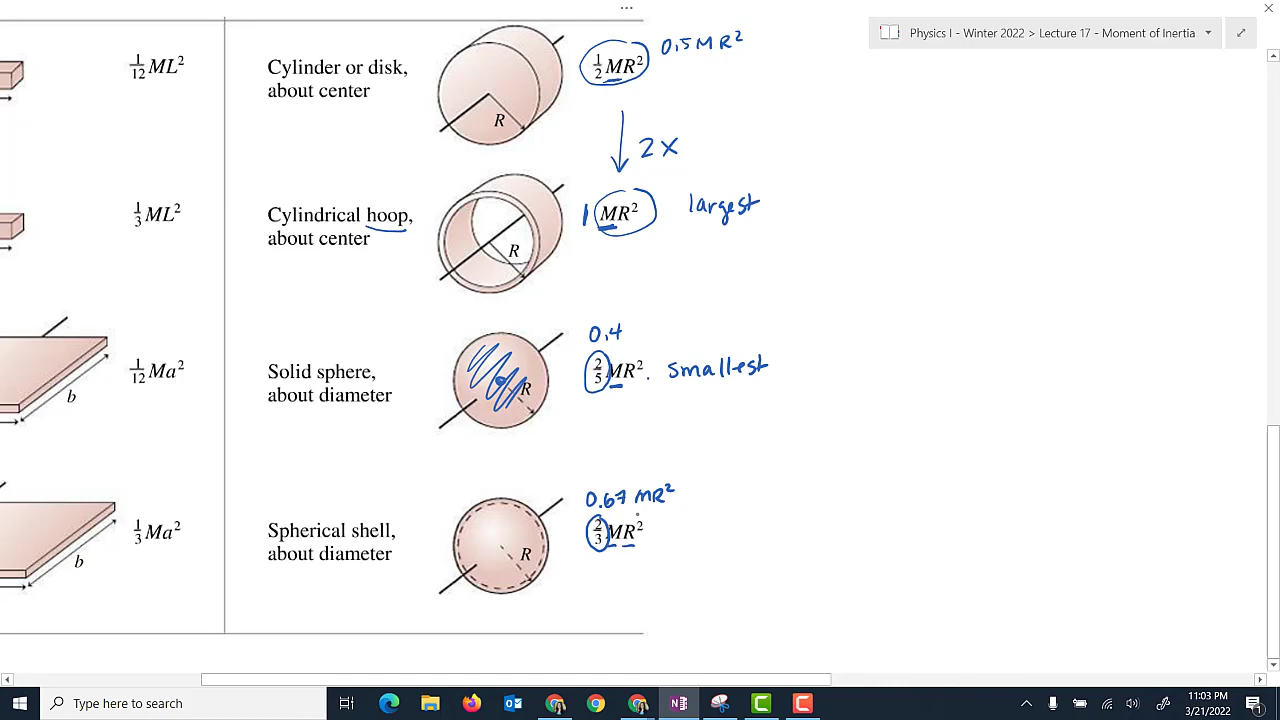 ...
Physics I - Winter 2022 > Lecture 17 - Moment of Inertia
1/12 ML²
Cylinder or disk,
about center
R
1/2 MR²
0.5 MR²
2x
1/3 ML²
Cylindrical hoop,
about center
R
1 MR²
largest
b
1/12 Ma²
Solid sphere,
about diameter
R
0.4
2/5 MR².
smallest
b
1/3 Ma²
Spherical shell,
about diameter
R
0.67 MR²
2/3 MR²
Type here to search
11:03 PM
3/21/2022